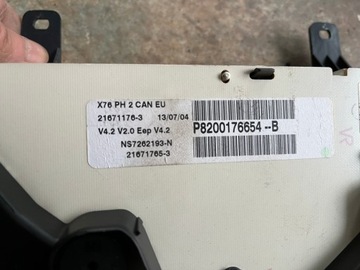 X76 PH 2 CAN EU
21671176-3 13/07/04
V4.2 V2.0 Eep V4.2
P8200176654--B
NS7262193-N
21671765-3
VR